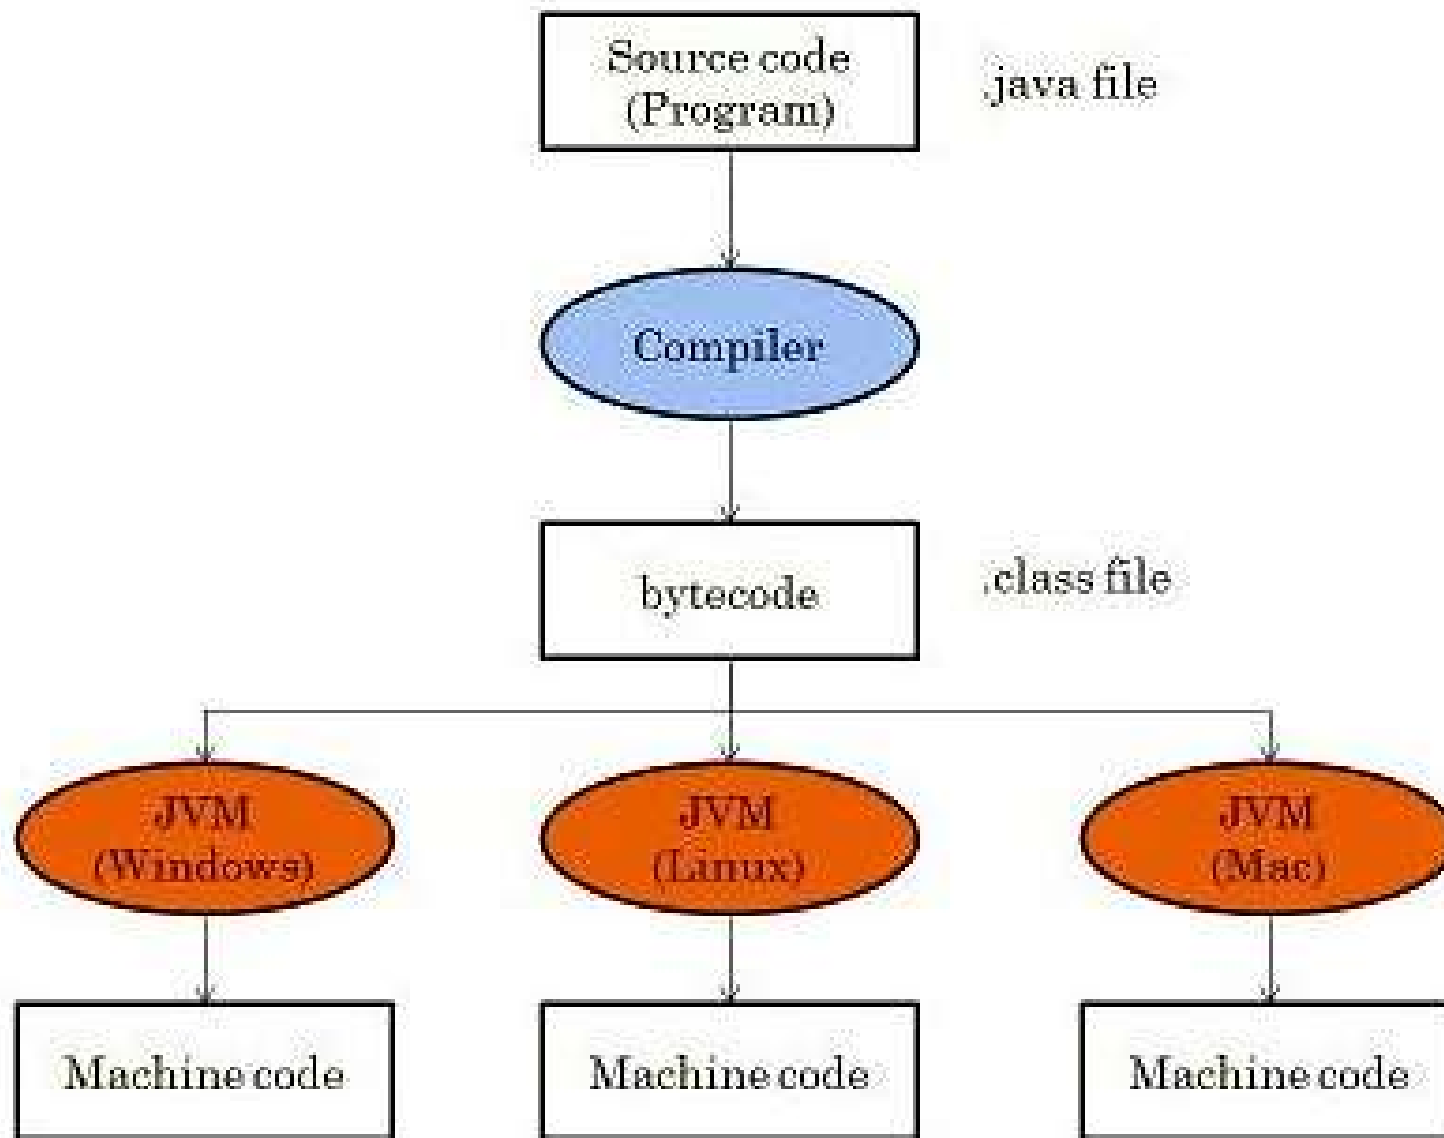 Source code
(Program)
.java file
Compiler
bytecode
.class file
JVM
(Windows)
JVM
(Linux)
JVM
(Mac)
Machine code
Machine code
Machine code